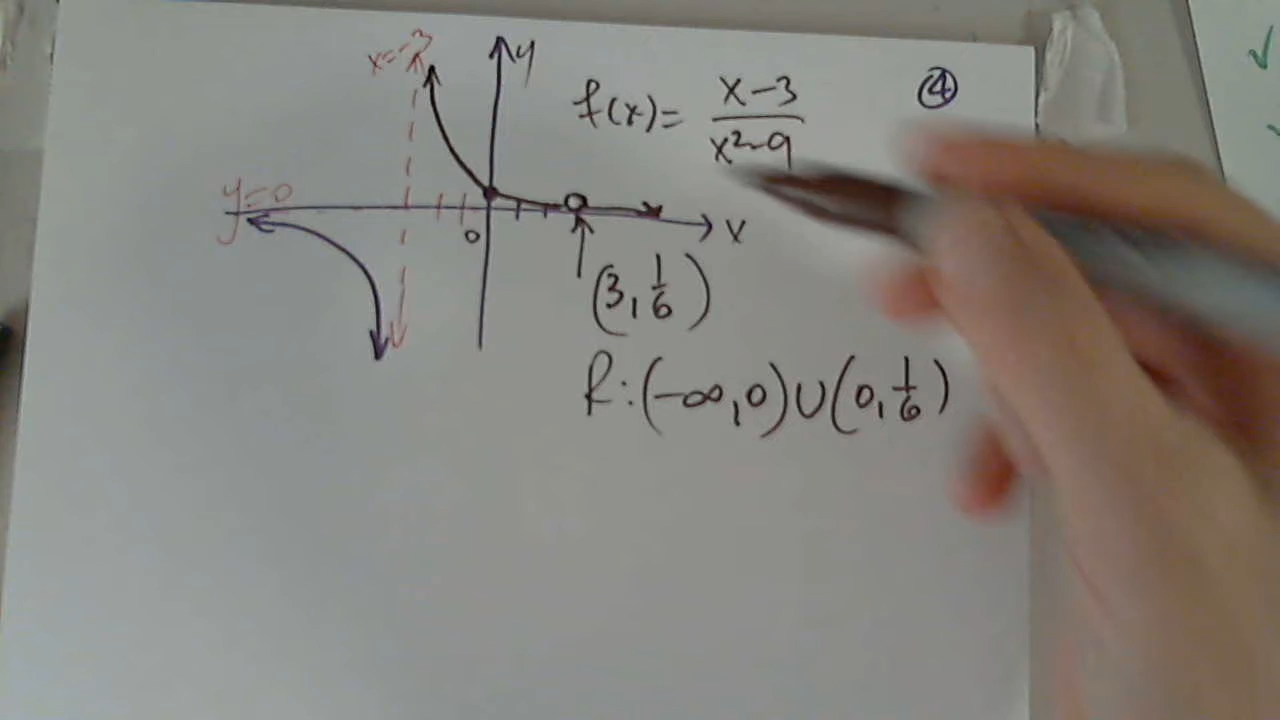 x=-3
y
f(x)= x-3 / x²-9
④
y=0
0
x
(3, 1/6)
R:(-∞,0)∪(0, 1/6)